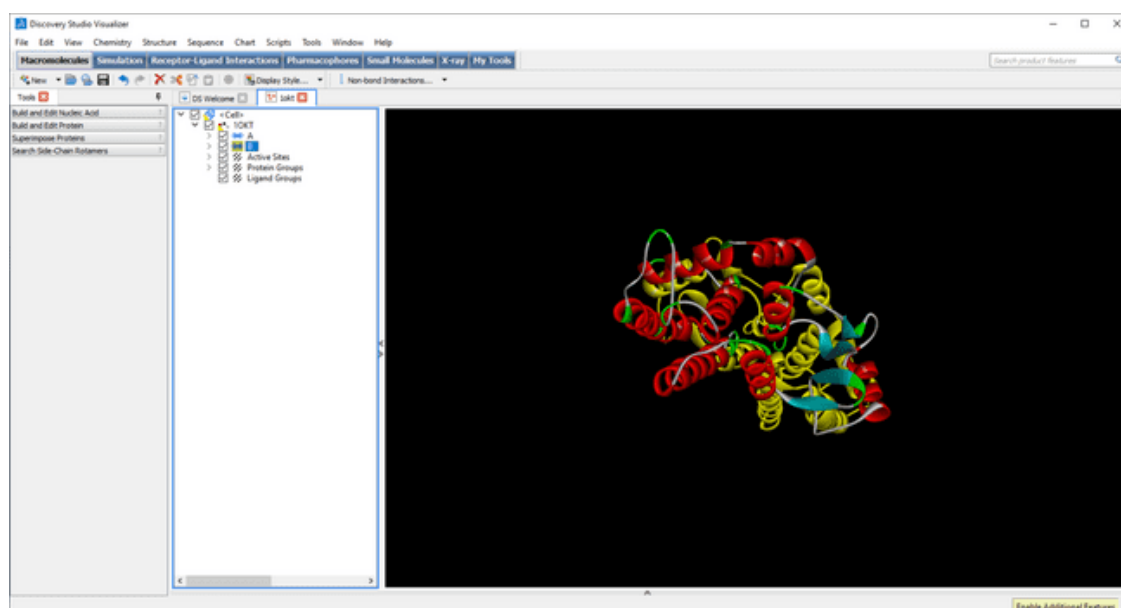 Discovery Studio Visualizer
File Edit View Chemistry Structure Sequence Chart Scripts Tools Window Help
Macromolecules Simulation Receptor-Ligand Interactions Pharmacophores Small Molecules X-ray My Tools
Search product features
New Display Style... Non-bond Interactions...
Tools DS Welcome 1okt
Build and Edit Nucleic Acid
Build and Edit Protein
Superimpose Proteins
Search Side-Chain Rotamers
<Cell>
1OKT
A
B
Active Sites
Protein Groups
Ligand Groups
Enable Additional Features